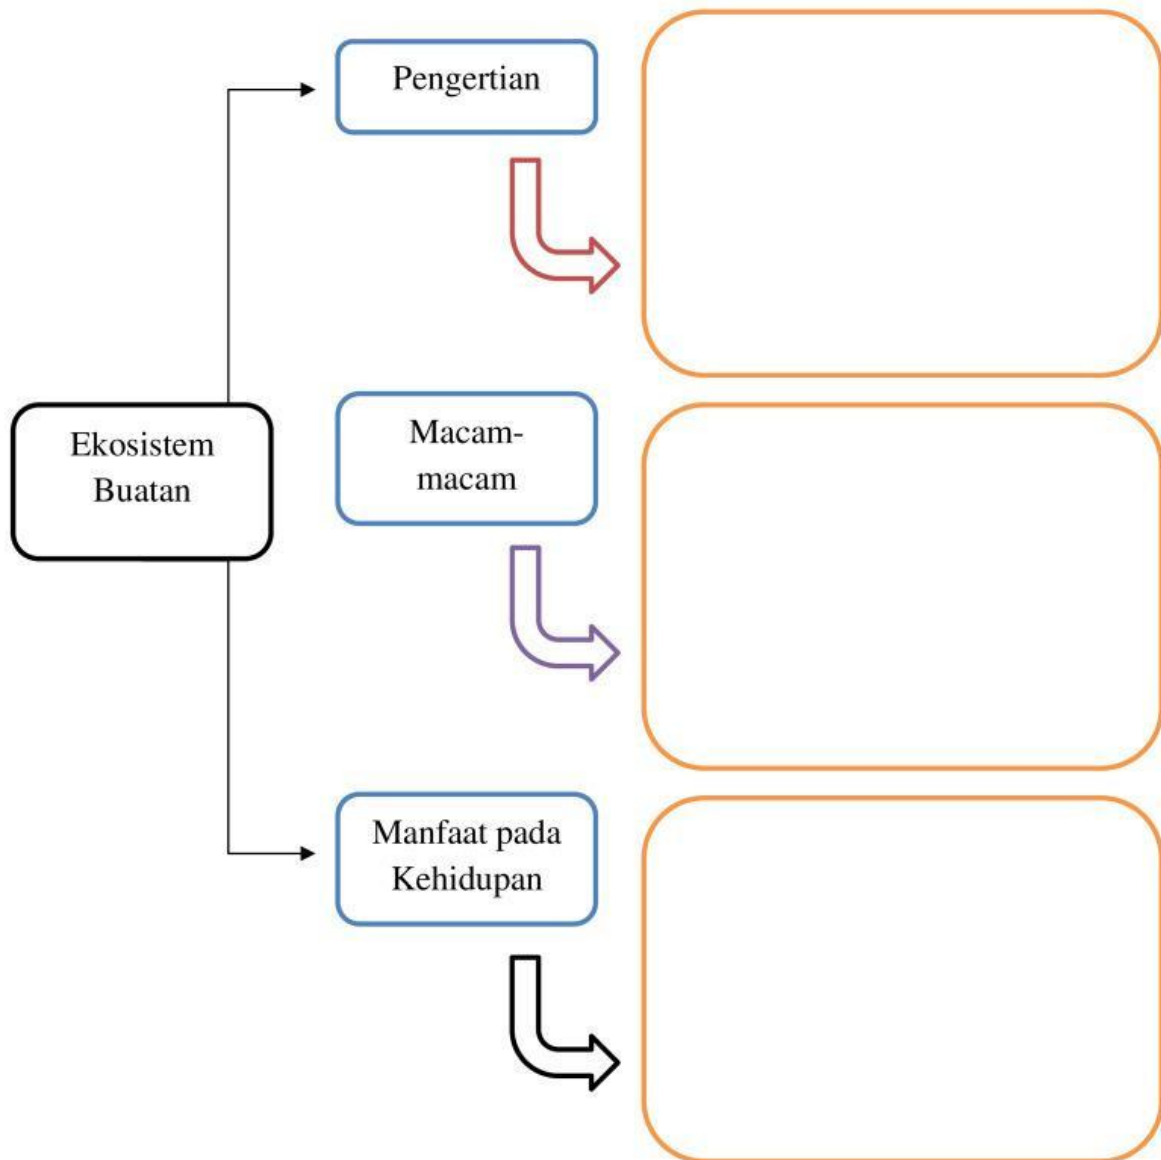 Pengertian
Ekosistem
Buatan
Macam-
macam
Manfaat pada
Kehidupan